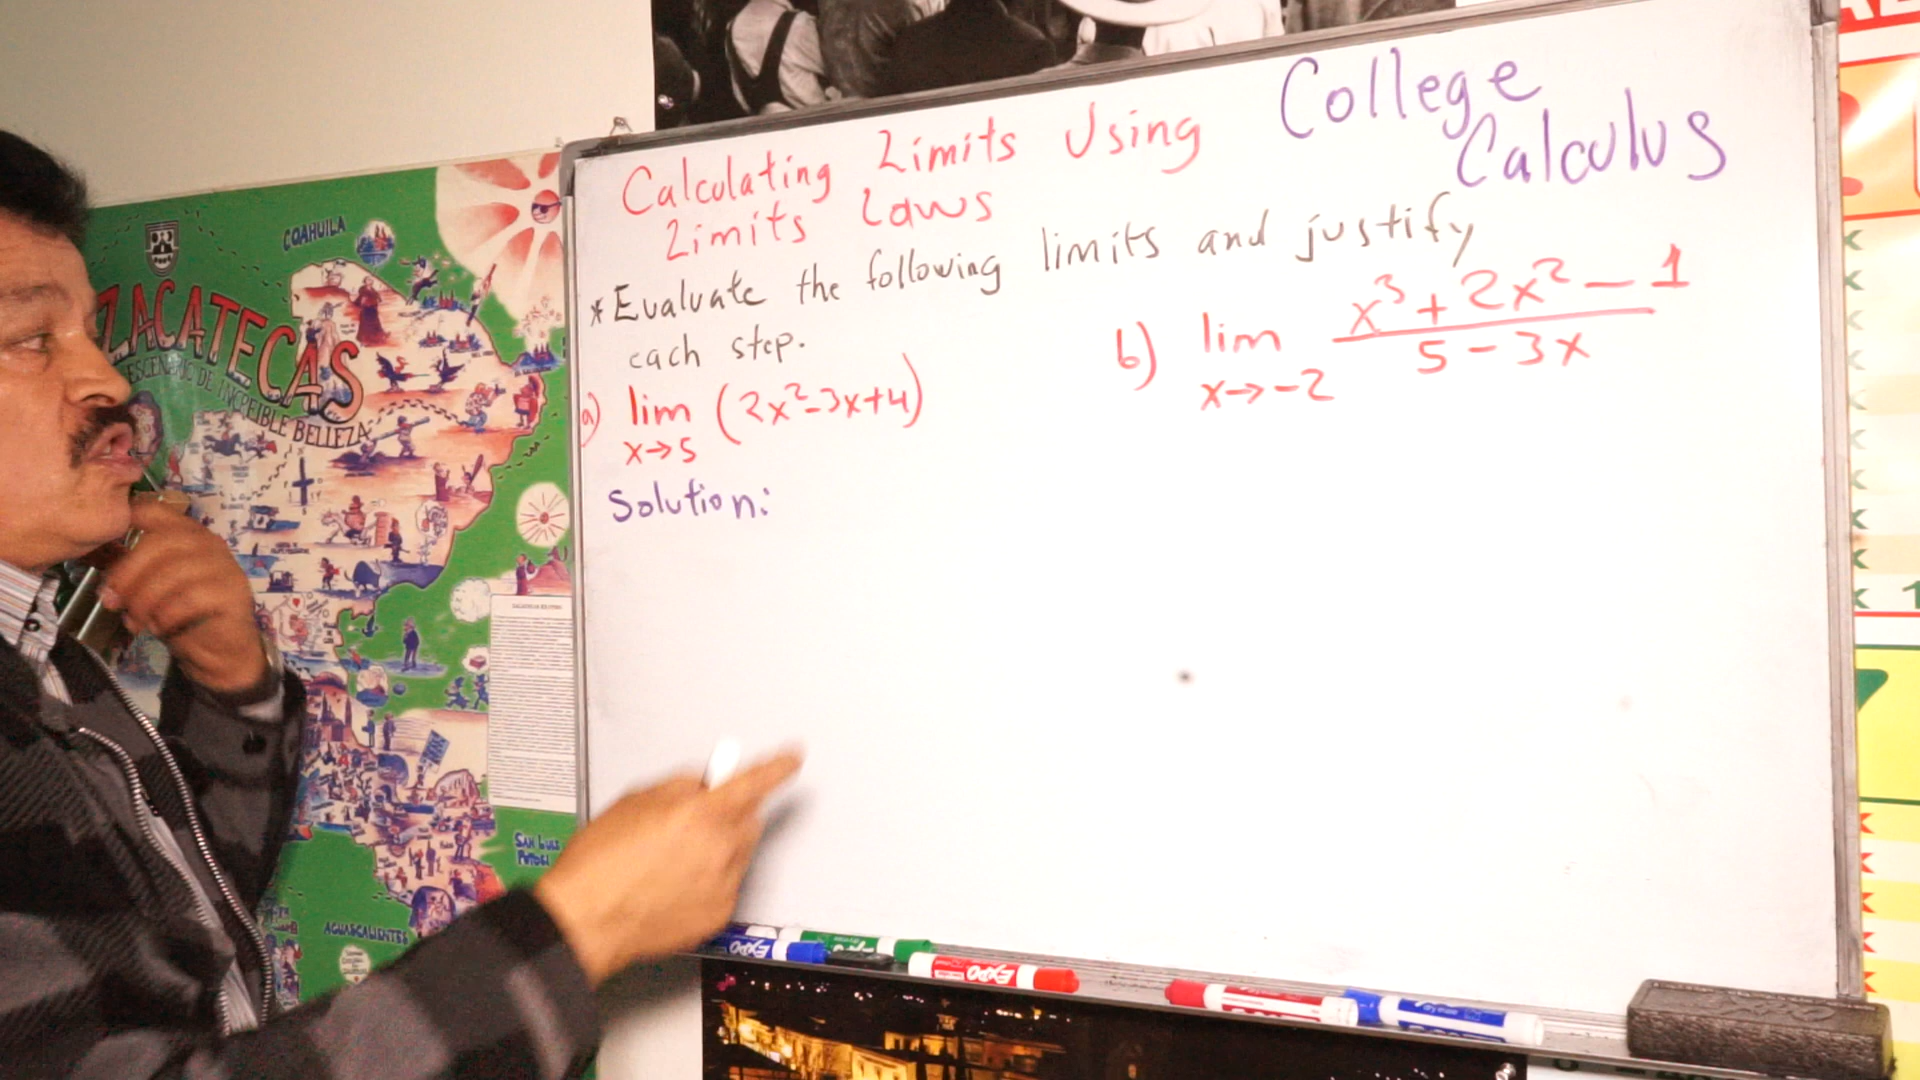 College
Calculus
Calculating Limits Using
Limits Laws
* Evaluate the following limits and justify
each step.
a) lim (2x²-3x+4)
x→5
b) lim x³+2x²-1 / 5-3x
x→-2
Solution:
COAHUILA
ZACATECAS
ESCENARIO DE INCREIBLE BELLEZA
SAN LUIS
POTOSI
AGUASCALIENTES
EXPO
EXPO